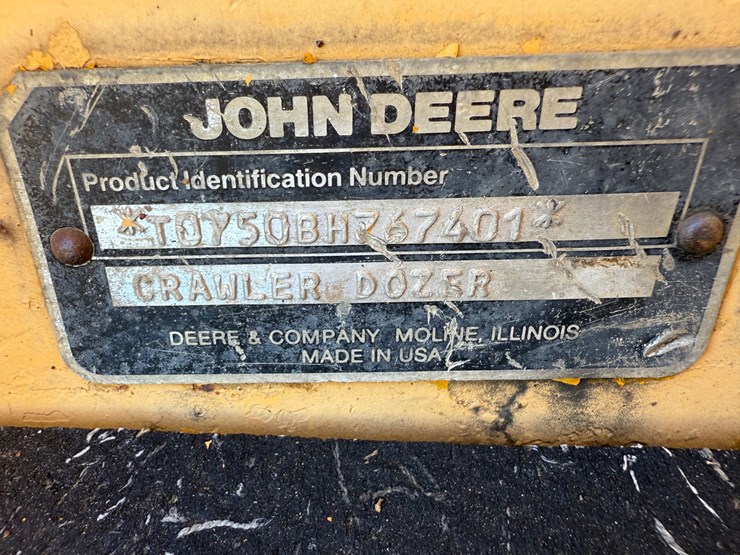 JOHN DEERE
Product Identification Number
*T0Y50BH767401*
CRAWLER DOZER
DEERE & COMPANY MOLINE, ILLINOIS
MADE IN USA